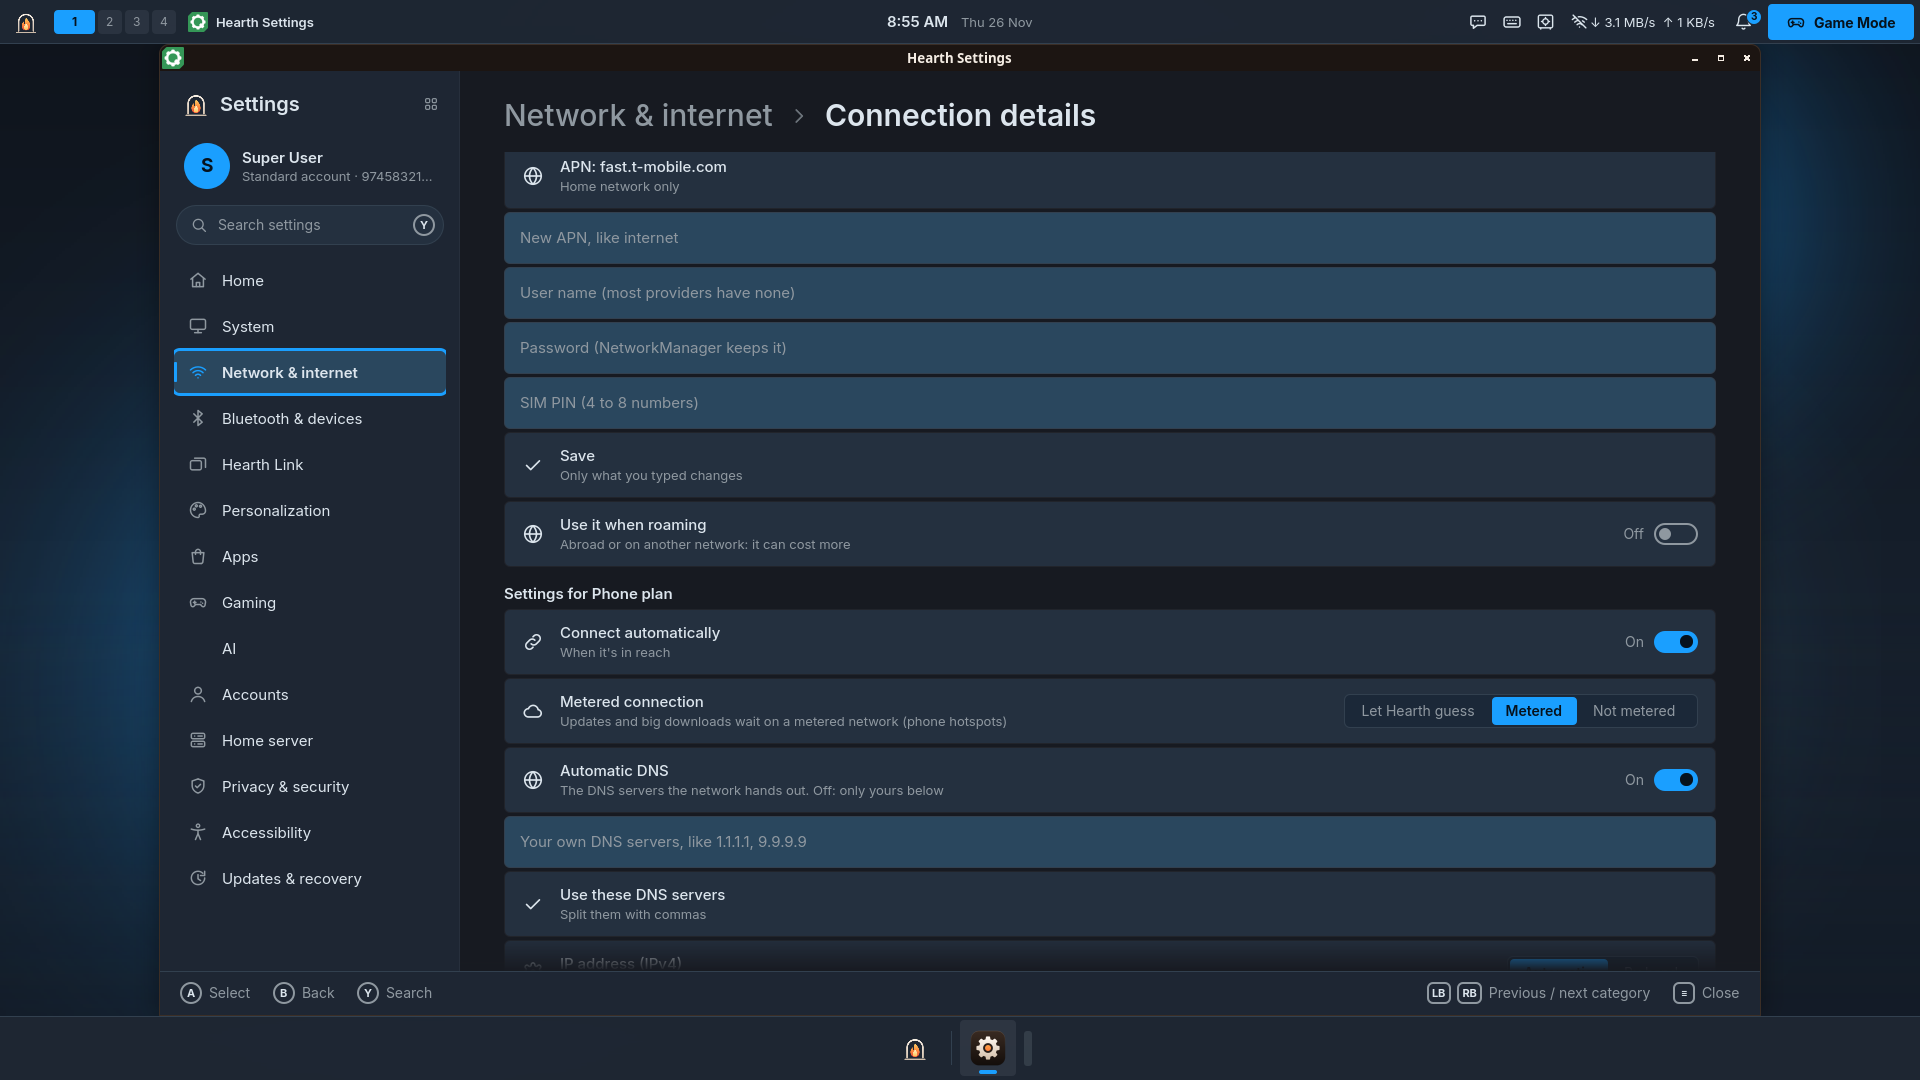 1 2 3 4 Hearth Settings
8:55 AM Thu 26 Nov
↓ 3.1 MB/s ↑ 1 KB/s
3
Game Mode
Hearth Settings
Settings
S
Super User
Standard account · 97458321...
Search settings
Y
Home
System
Network & internet
Bluetooth & devices
Hearth Link
Personalization
Apps
Gaming
AI
Accounts
Home server
Privacy & security
Accessibility
Updates & recovery
Network & internet > Connection details
APN: fast.t-mobile.com
Home network only
New APN, like internet
User name (most providers have none)
Password (NetworkManager keeps it)
SIM PIN (4 to 8 numbers)
Save
Only what you typed changes
Use it when roaming
Abroad or on another network: it can cost more
Off
Settings for Phone plan
Connect automatically
When it's in reach
On
Metered connection
Updates and big downloads wait on a metered network (phone hotspots)
Let Hearth guess Metered Not metered
Automatic DNS
The DNS servers the network hands out. Off: only yours below
On
Your own DNS servers, like 1.1.1.1, 9.9.9.9
Use these DNS servers
Split them with commas
IP address (IPv4)
A Select B Back Y Search
LB RB Previous / next category ≡ Close